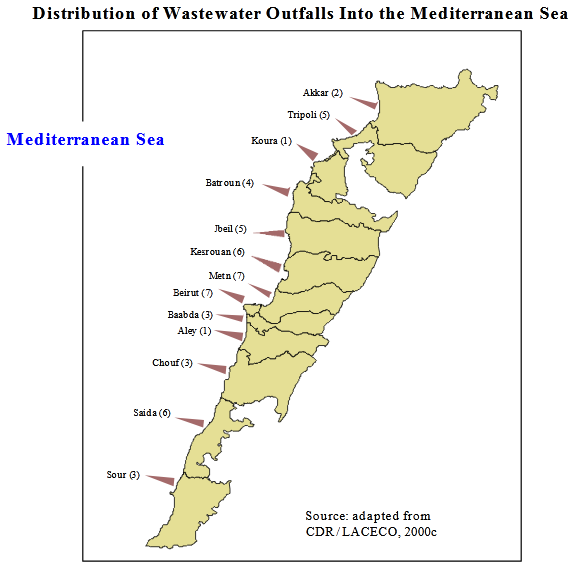 Distribution of Wastewater Outfalls Into the Mediterranean Sea
Akkar (2)
Tripoli (5)
Mediterranean Sea
Koura (1)
Batroun (4)
Jbeil (5)
Kesrouan (6)
Metn (7)
Beirut (7)
Baabda (3)
Aley (1)
Chouf (3)
Saida (6)
Sour (3)
Source: adapted from
CDR / LACECO, 2000c